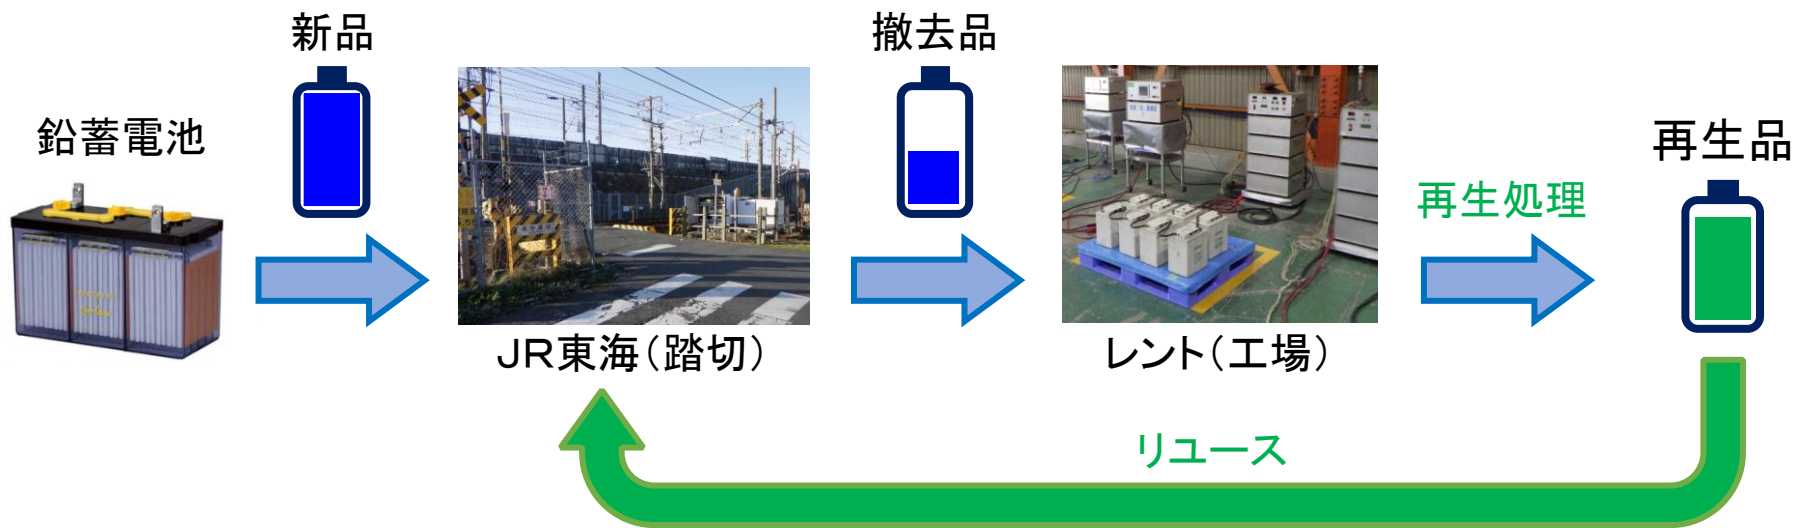 新品
撤去品
鉛蓄電池
再生品
再生処理
JR東海(踏切)
レント(工場)
リユース